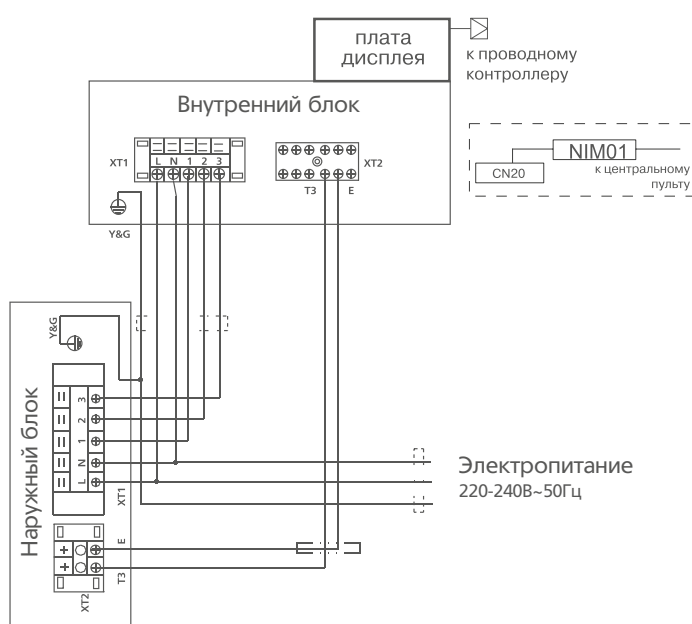 плата
дисплея
к проводному
контроллеру
Внутренний блок
XT1
L N 1 2 3
XT2
T3 E
Y&G
NIM01
CN20
к центральному
пульту
Y&G
Наружный блок
3
2
1
N
L
XT1
E
T3
XT2
Электропитание
220-240В~50Гц